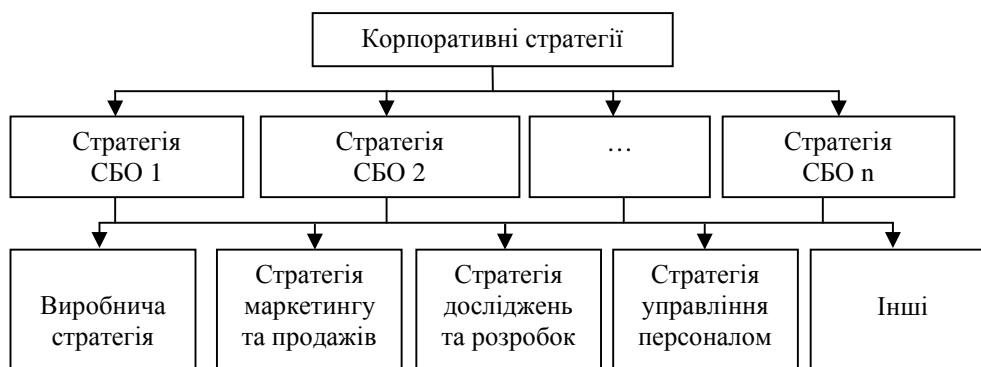 Корпоративні стратегії
Стратегія
СБО 1
Стратегія
СБО 2
…
Стратегія
СБО n
Виробнича
стратегія
Стратегія
маркетингу
та продажів
Стратегія
досліджень
та розробок
Стратегія
управління
персоналом
Інші